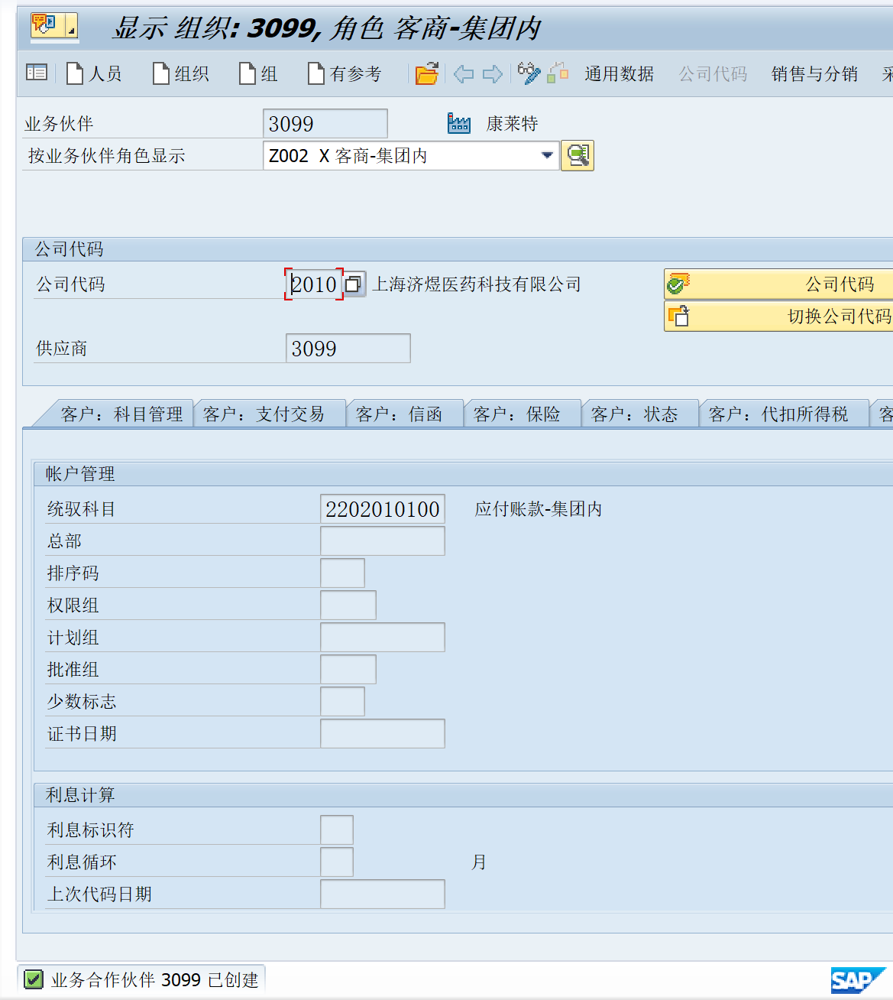 显示 组织: 3099, 角色 客商-集团内
人员 组织 组 有参考 通用数据 公司代码 销售与分销
业务伙伴 3099 康莱特
按业务伙伴角色显示 Z002 X 客商-集团内
公司代码
公司代码 2010 上海济煜医药科技有限公司 公司代码
切换公司代码
供应商 3099
客户：科目管理 客户：支付交易 客户：信函 客户：保险 客户：状态 客户：代扣所得税 客
帐户管理
统驭科目 2202010100 应付账款-集团内
总部
排序码
权限组
计划组
批准组
少数标志
证书日期
利息计算
利息标识符
利息循环 月
上次代码日期
业务合作伙伴 3099 已创建
SAP